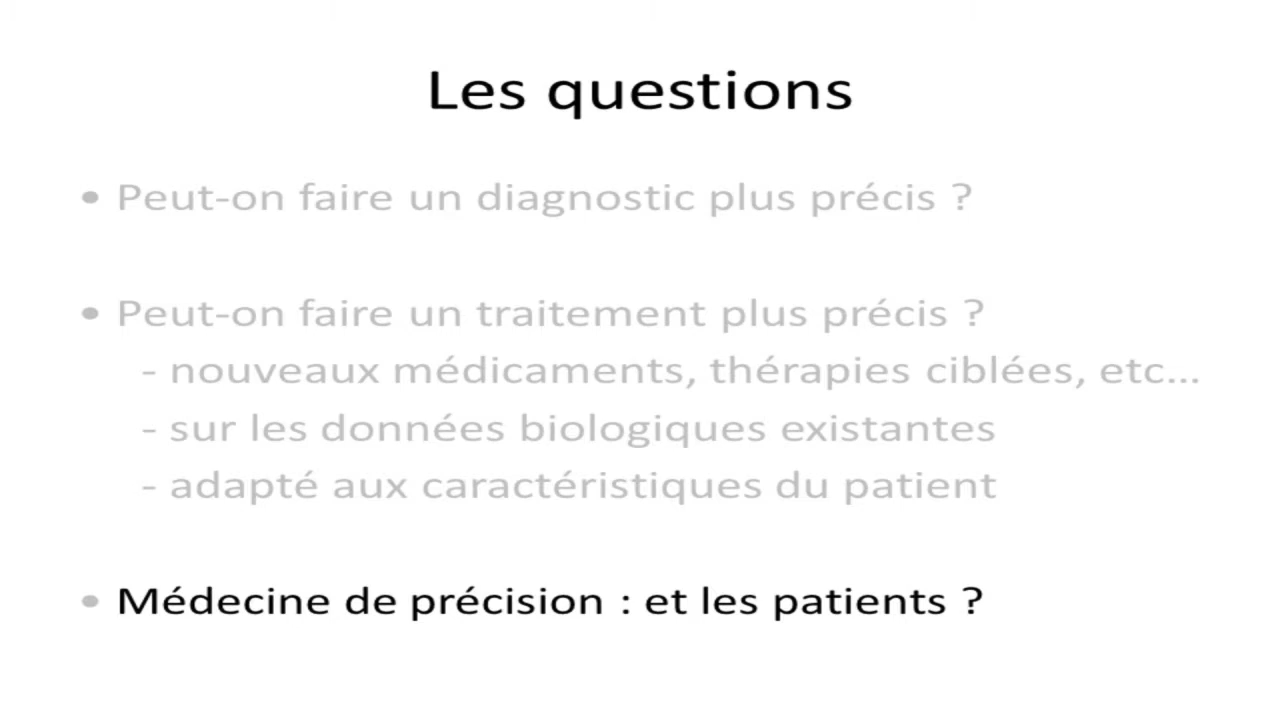 Les questions
• Peut-on faire un diagnostic plus précis ?
• Peut-on faire un traitement plus précis ?
- nouveaux médicaments, thérapies ciblées, etc...
- sur les données biologiques existantes
- adapté aux caractéristiques du patient
• Médecine de précision : et les patients ?